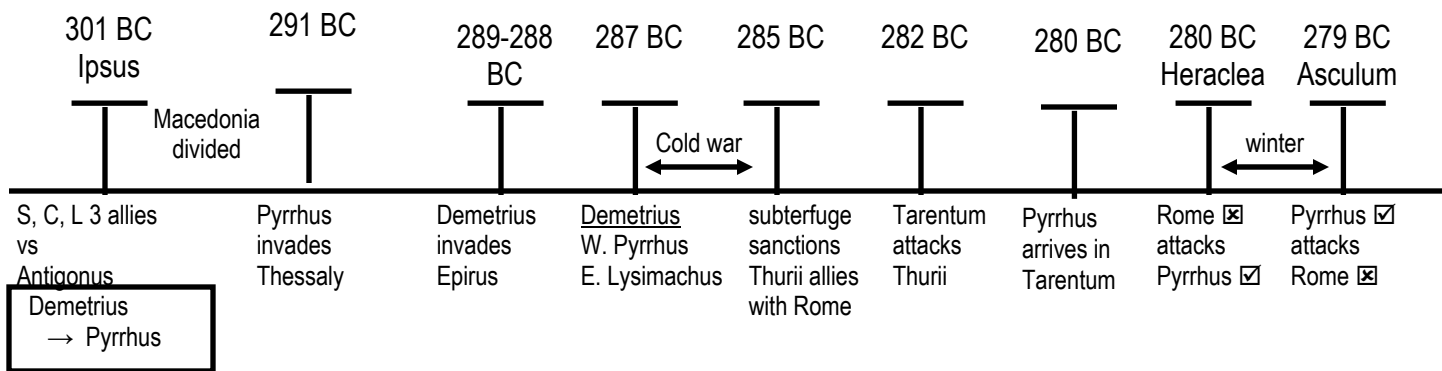 301 BC
Ipsus
291 BC
289-288
BC
287 BC
285 BC
282 BC
280 BC
280 BC
Heraclea
279 BC
Asculum
Macedonia
divided
Cold war
winter
S, C, L 3 allies
vs
Antigonus
Demetrius
→ Pyrrhus
Pyrrhus
invades
Thessaly
Demetrius
invades
Epirus
Demetrius
W. Pyrrhus
E. Lysimachus
subterfuge
sanctions
Thurii allies
with Rome
Tarentum
attacks
Thurii
Pyrrhus
arrives in
Tarentum
Rome ☒
attacks
Pyrrhus ☑
Pyrrhus ☑
attacks
Rome ☒